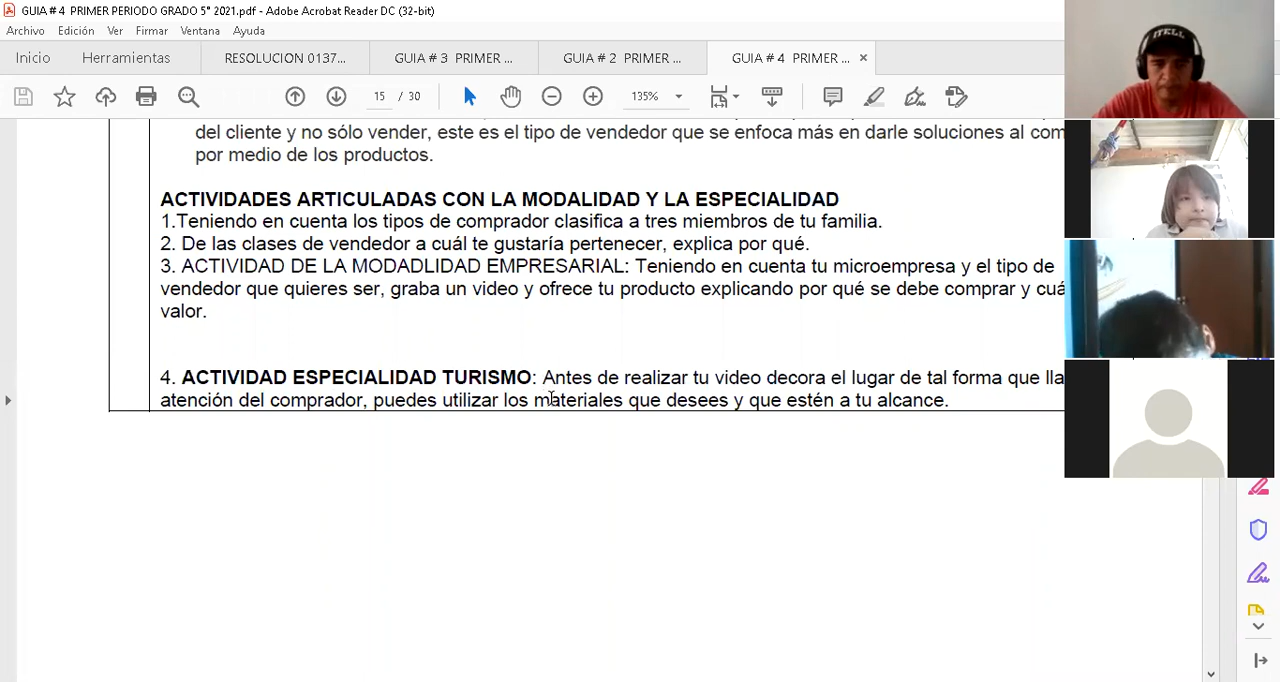 GUIA # 4 PRIMER PERIODO GRADO 5° 2021.pdf - Adobe Acrobat Reader DC (32-bit)
Archivo Edición Ver Firmar Ventana Ayuda
Inicio Herramientas RESOLUCION 0137... GUIA # 3 PRIMER ... GUIA # 2 PRIMER ... GUIA # 4 PRIMER ... ×
15 / 30 135%
del cliente y no sólo vender, este es el tipo de vendedor que se enfoca más en darle soluciones al com
por medio de los productos.
ACTIVIDADES ARTICULADAS CON LA MODALIDAD Y LA ESPECIALIDAD
1.Teniendo en cuenta los tipos de comprador clasifica a tres miembros de tu familia.
2. De las clases de vendedor a cuál te gustaría pertenecer, explica por qué.
3. ACTIVIDAD DE LA MODADLIDAD EMPRESARIAL: Teniendo en cuenta tu microempresa y el tipo de
vendedor que quieres ser, graba un video y ofrece tu producto explicando por qué se debe comprar y cuá
valor.
4. ACTIVIDAD ESPECIALIDAD TURISMO: Antes de realizar tu video decora el lugar de tal forma que lla
atención del comprador, puedes utilizar los materiales que desees y que estén a tu alcance.
ITELL